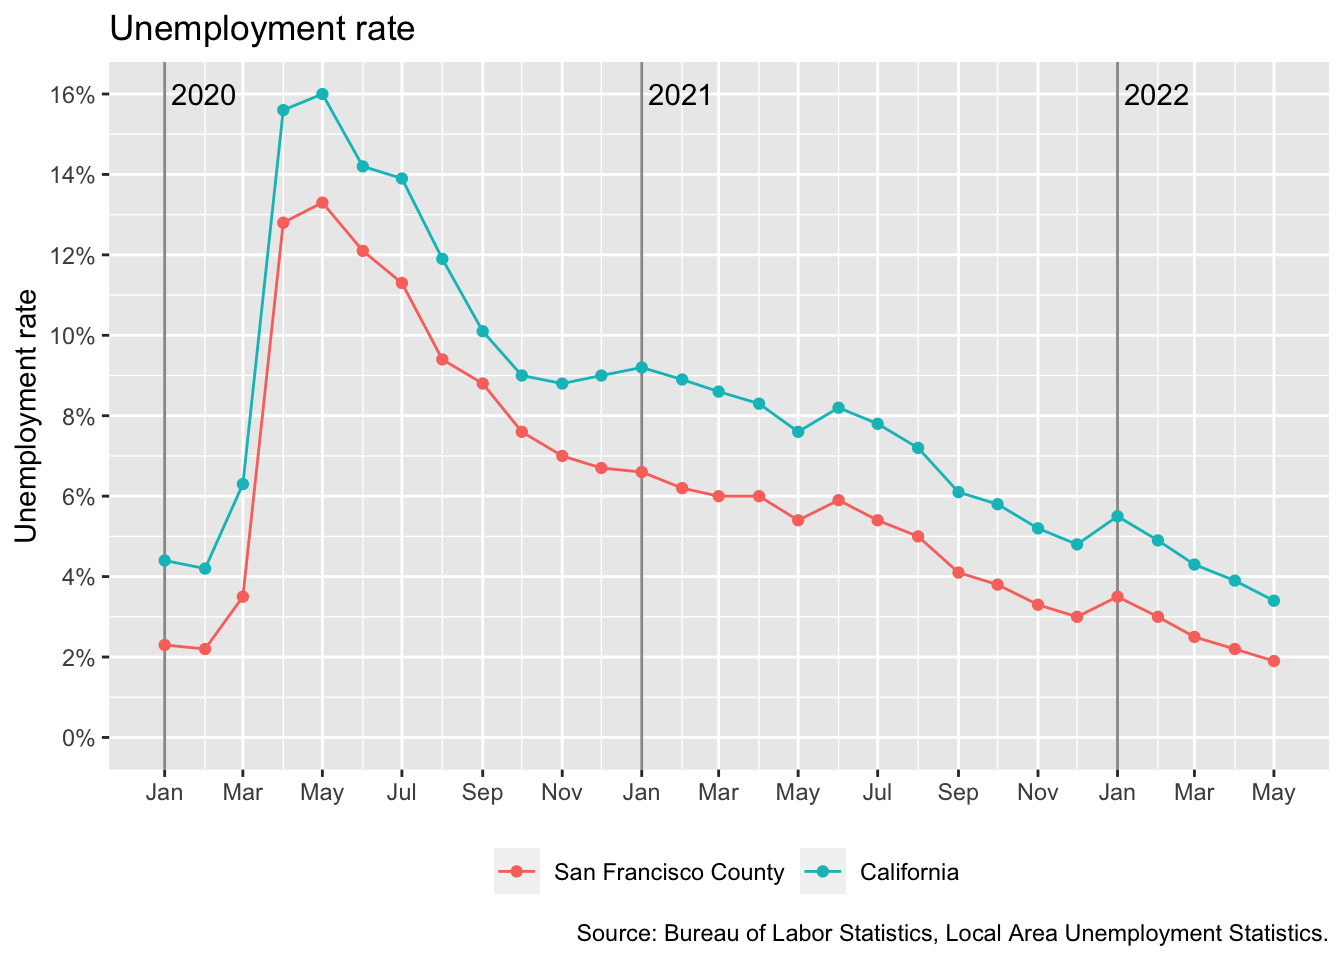 Unemployment rate
2020 2021 2022
16%
14%
12%
10%
8%
6%
4%
2%
0%
Unemployment rate
Jan Mar May Jul Sep Nov Jan Mar May Jul Sep Nov Jan Mar May
San Francisco County California
Source: Bureau of Labor Statistics, Local Area Unemployment Statistics.